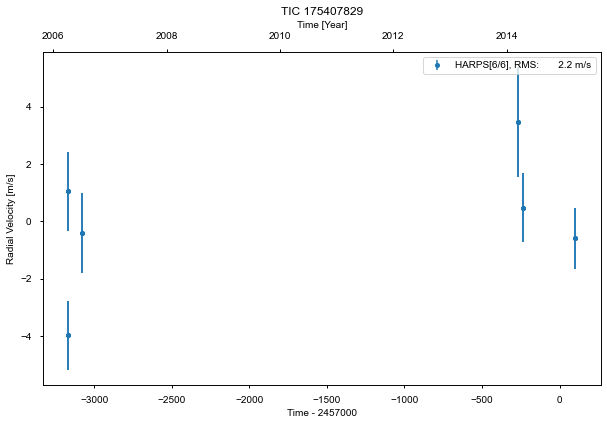 TIC 175407829
Time [Year]
2006 2008 2010 2012 2014
HARPS[6/6], RMS: 2.2 m/s
Radial Velocity [m/s]
4
2
0
−2
−4
−3000 −2500 −2000 −1500 −1000 −500 0
Time - 2457000